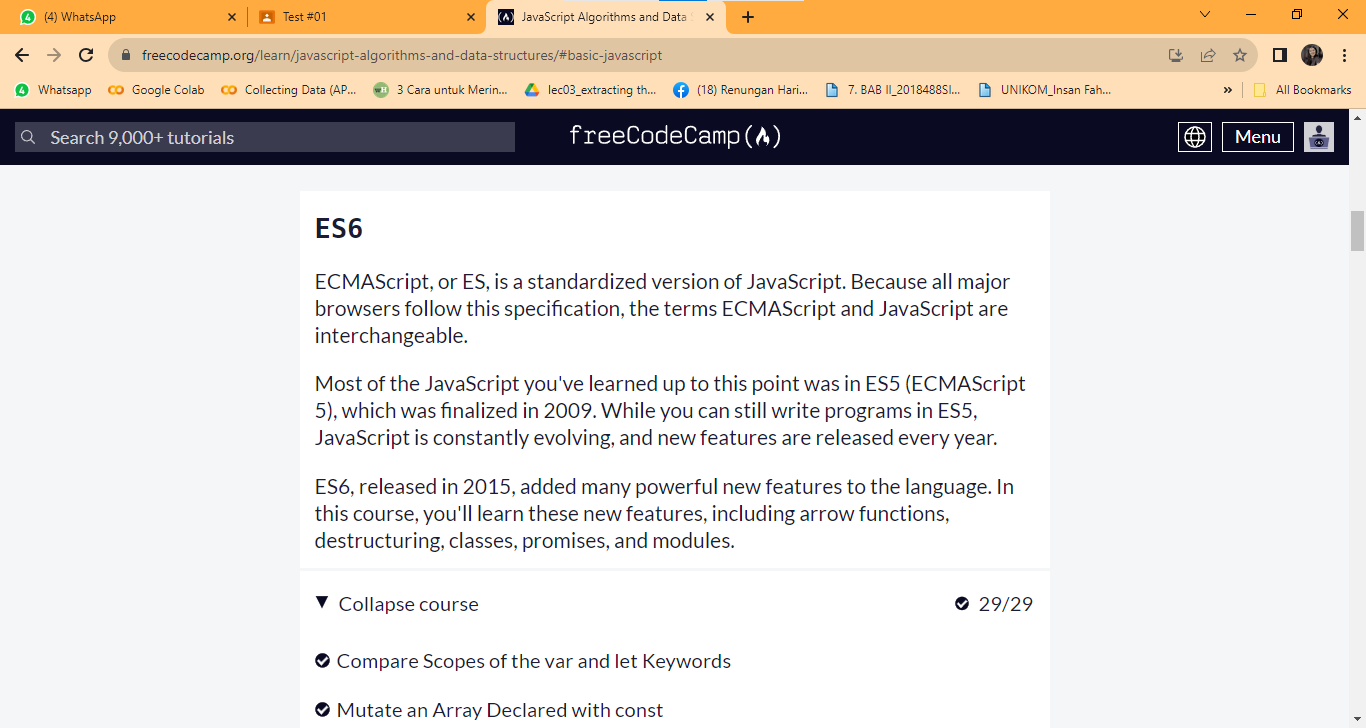 (4) WhatsApp
Test #01
JavaScript Algorithms and Data S
freecodecamp.org/learn/javascript-algorithms-and-data-structures/#basic-javascript
Whatsapp
Google Colab
Collecting Data (AP...
3 Cara untuk Merin...
lec03_extracting th...
(18) Renungan Hari...
7. BAB II_2018488SI...
UNIKOM_Insan Fah...
»
All Bookmarks
Search 9,000+ tutorials
freeCodeCamp
Menu
ES6
ECMAScript, or ES, is a standardized version of JavaScript. Because all major
browsers follow this specification, the terms ECMAScript and JavaScript are
interchangeable.
Most of the JavaScript you've learned up to this point was in ES5 (ECMAScript
5), which was finalized in 2009. While you can still write programs in ES5,
JavaScript is constantly evolving, and new features are released every year.
ES6, released in 2015, added many powerful new features to the language. In
this course, you'll learn these new features, including arrow functions,
destructuring, classes, promises, and modules.
Collapse course
29/29
Compare Scopes of the var and let Keywords
Mutate an Array Declared with const